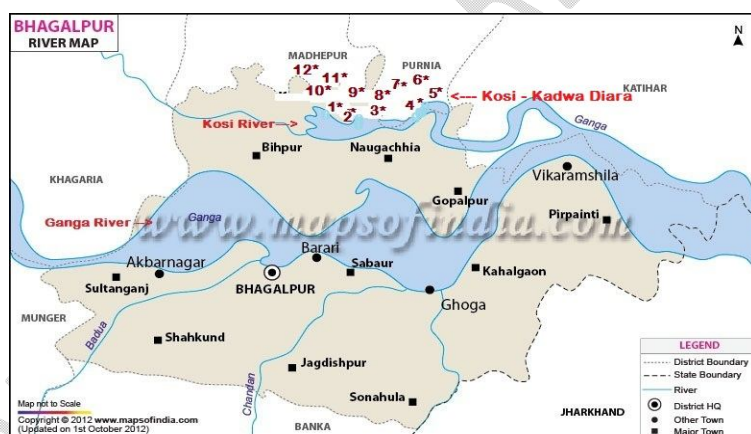 BHAGALPUR
RIVER MAP
N
MADHEPUR
PURNIA
KATIHAR
12* 11*
10* 9* 8* 7* 6*
1* 2* 3* 4* 5*
<--- Kosi - Kadwa Diara
Kosi River-->
Ganga
Bihpur
Naugachhia
Vikaramshila
KHAGARIA
Gopalpur
Pirpainti
Ganga River->
Ganga
www.mapsofindia.com
Barari
Akbarnagar
Sabaur
Kahalgaon
Sultanganj
BHAGALPUR
Ghoga
MUNGER
Badua
Shahkund
Jagdishpur
Chandan
Sonahula
BANKA
JHARKHAND
LEGEND
District Boundary
State Boundary
River
District HQ
Other Town
Major Town
Map not to Scale
Copyright © 2012 www.mapsofindia.com
(Updated on 1st October 2012)